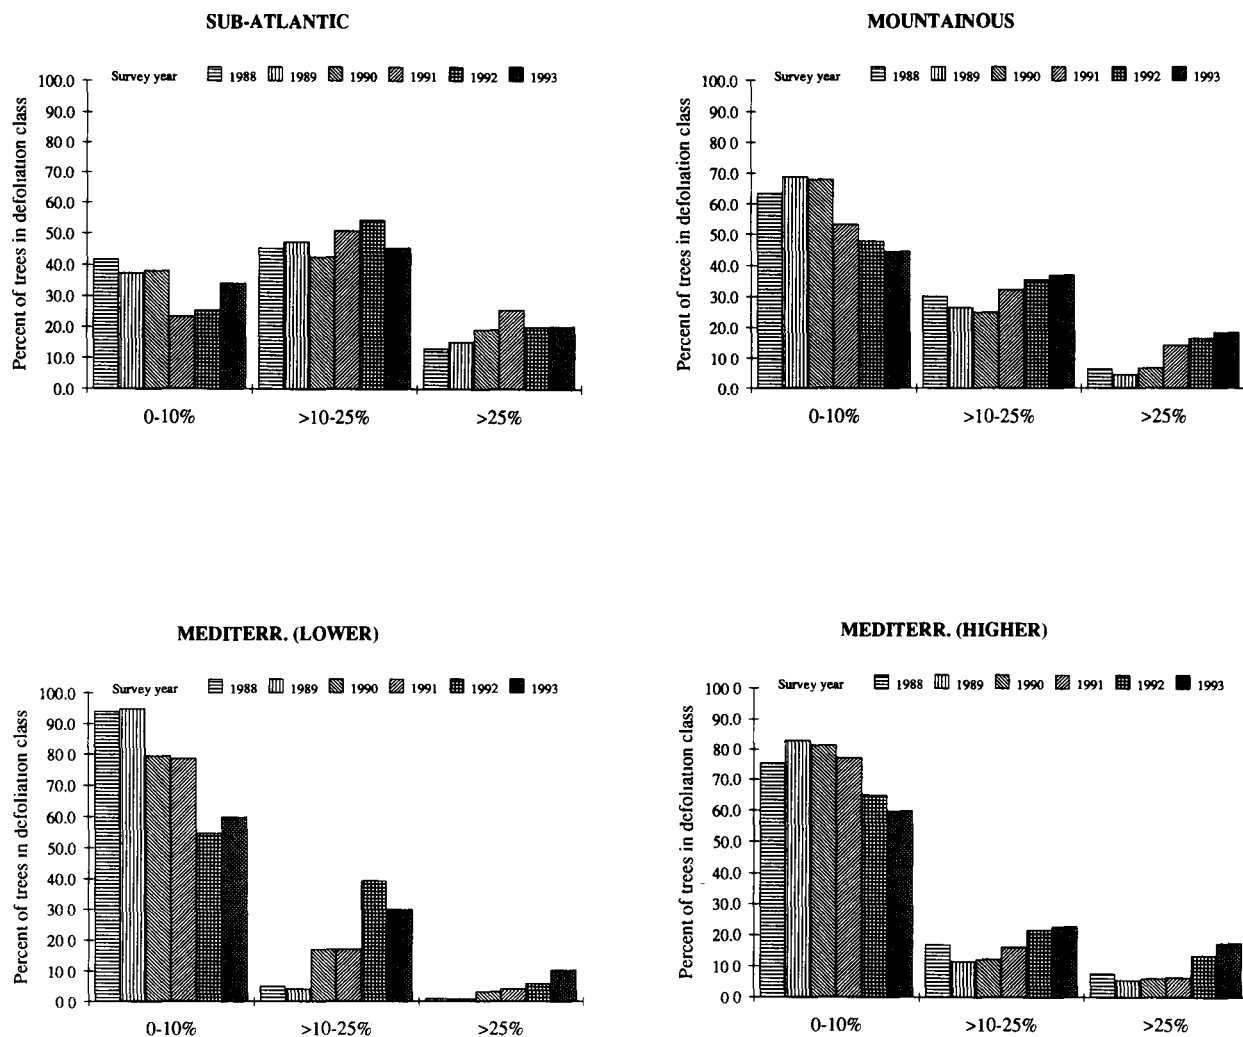 SUB-ATLANTIC
Survey year 1988 1989 1990 1991 1992 1993
Percent of trees in defoliation class
100.0
90.0
80 0
70.0
60.0
50.0
40.0
30.0
20.0
10.0
0.0
0-10% >10-25% >25%
MOUNTAINOUS
Survey year 1988 1989 1990 1991 1992 1993
Percent of trees in defoliation class
100.0
90.0
80 0
70.0
60.0
50.0
40.0
30.0
20.0
10 0
0.0
0-10% >10-25% >25%
MEDITERR. (LOWER)
Survey year 1988 1989 1990 1991 1992 1993
Percent of trees in defoliation class
100.0
90.0
80 0
70.0
60.0
50.0
40.0
30 0
20 0
10 0
0 0
0-10% >10-25% >25%
MEDITERR. (HIGHER)
Survey year 1988 1989 1990 1991 1992 1993
Percent of trees in defoliation class
100 0
90.0
80 0
70.0
60.0
50.0
40.0
30.0
20.0
10.0
0 0
0-10% >10-25% >25%